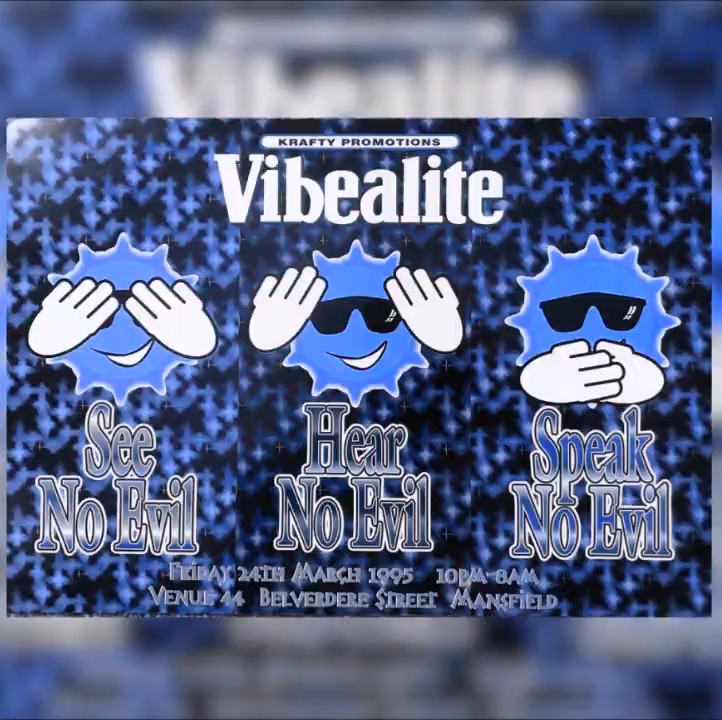 KRAFTY PROMOTIONS
Vibealite
See
No Evil
Hear
No Evil
Speak
No Evil
FRIDAY 24TH MARCH 1995 10PM-8AM
VENUE 44 BELVERDERE STREET MANSFIELD